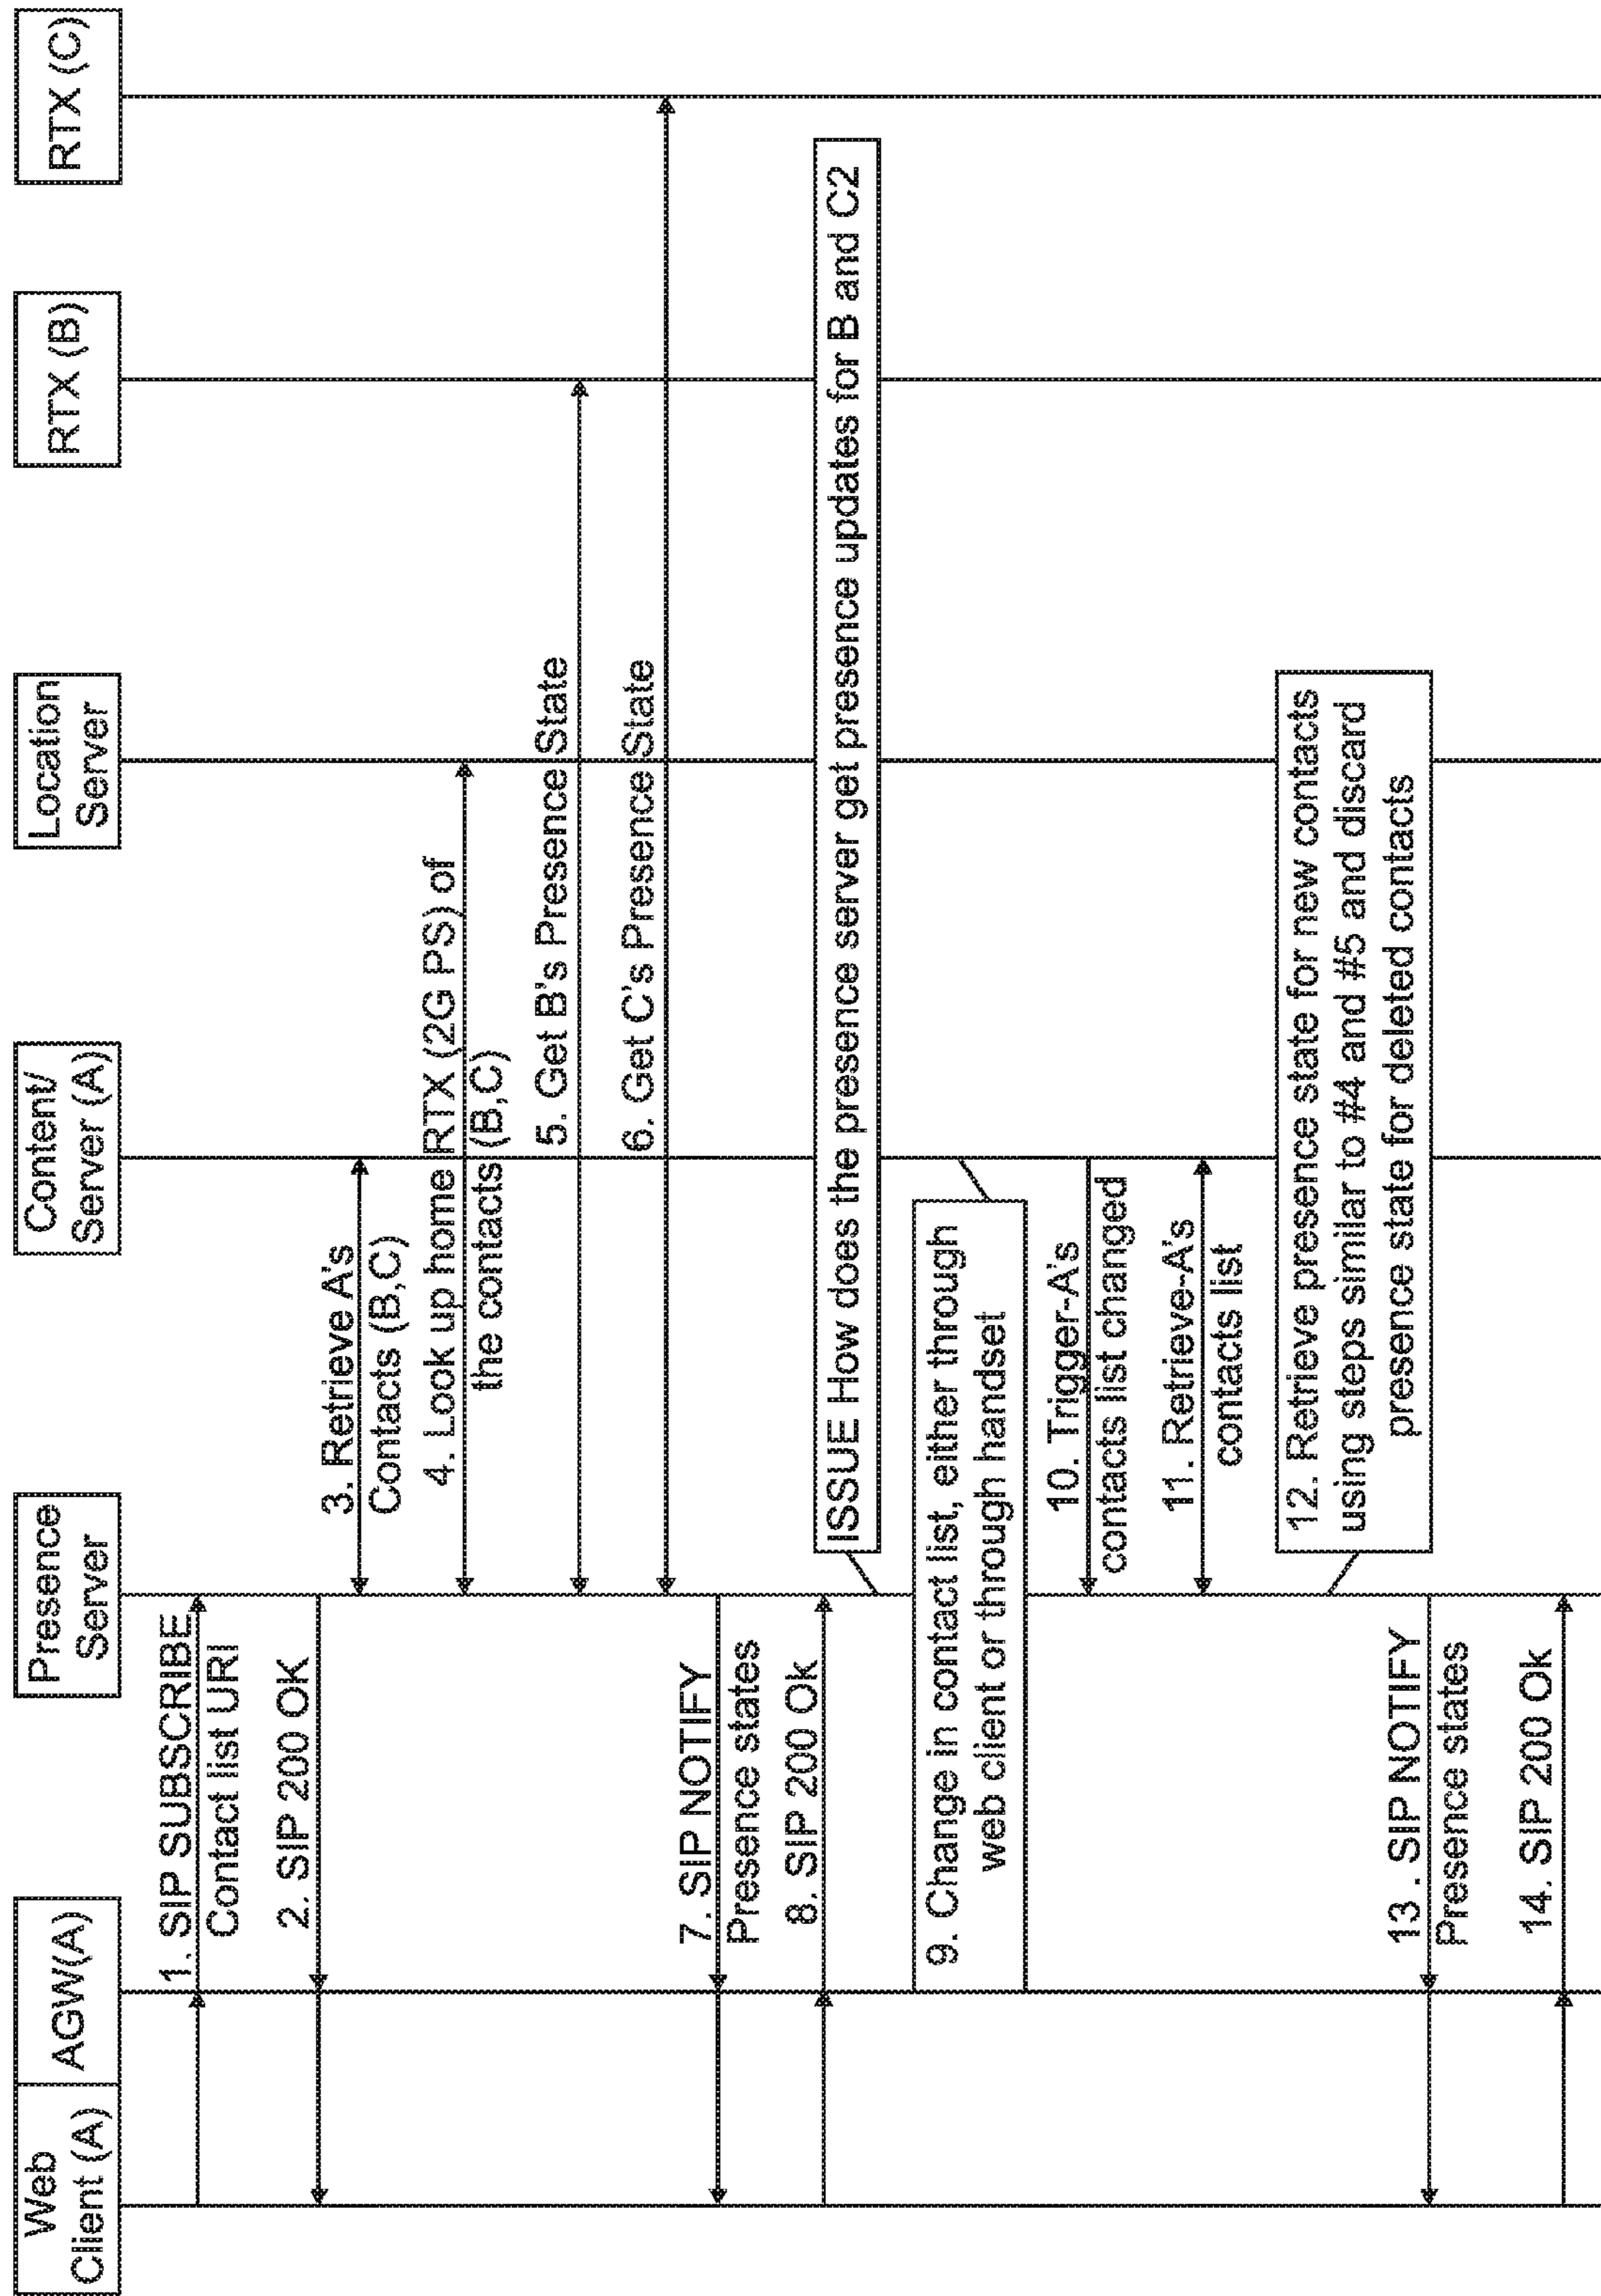 Web
Client (A)
AGW(A)
Presence
Server
Content/
Server (A)
Location
Server
RTX (B)
RTX (C)
1. SIP SUBSCRIBE
Contact list URI
2. SIP 200 OK
3. Retrieve A's
Contacts (B,C)
4. Look up home RTX (2G PS) of
the contacts (B,C)
5. Get B's Presence State
6. Get C's Presence State
7. SIP NOTIFY
Presence states
8. SIP 200 Ok
ISSUE How does the presence server get presence updates for B and C2
9. Change in contact list, either through
web client or through handset
10. Trigger-A's
contacts list changed
11. Retrieve-A's
contacts list
12. Retrieve presence state for new contacts
using steps similar to #4 and #5 and discard
presence state for deleted contacts
13 . SIP NOTIFY
Presence states
14. SIP 200 Ok